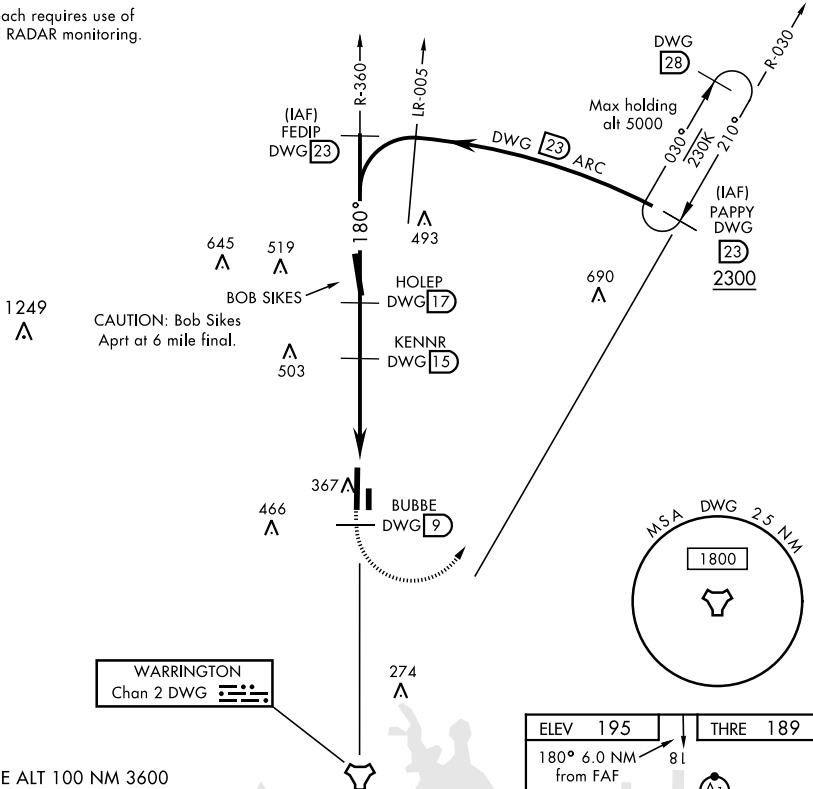 ach requires use of
RADAR monitoring.
R-360
LR-005
DWG
28
R-030
Max holding
alt 5000
(IAF)
FEDIP
DWG 23
DWG 23 ARC
030°
230K
210°
(IAF)
PAPPY
DWG
23
2300
180°
493
645
519
690
BOB SIKES
HOLEP
DWG 17
1249
CAUTION: Bob Sikes
Aprt at 6 mile final.
KENNR
DWG 15
503
367
466
BUBBE
DWG 9
MSA DWG 25 NM
1800
WARRINGTON
Chan 2 DWG
274
ELEV 195
THRE 189
180° 6.0 NM
from FAF
18
E ALT 100 NM 3600